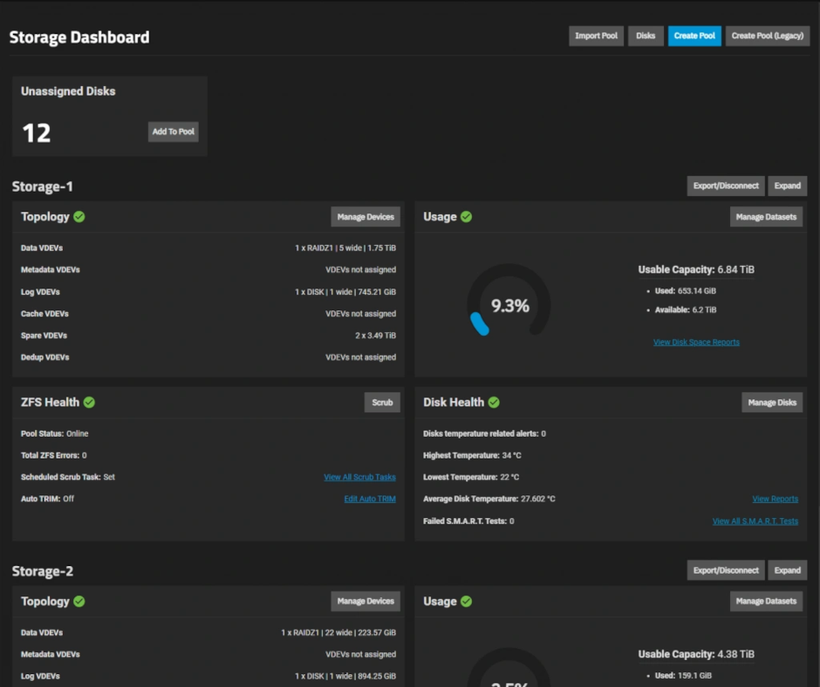 Storage Dashboard
Import Pool
Disks
Create Pool
Create Pool (Legacy)
Unassigned Disks
12
Add To Pool
Storage-1
Export/Disconnect
Expand
Topology
Manage Devices
Data VDEVs
1 x RAIDZ1 | 5 wide | 1.75 TiB
Metadata VDEVs
VDEVs not assigned
Log VDEVs
1 x DISK | 1 wide | 745.21 GiB
Cache VDEVs
VDEVs not assigned
Spare VDEVs
2 x 3.49 TiB
Dedup VDEVs
VDEVs not assigned
Usage
Manage Datasets
9.3%
Usable Capacity: 6.84 TiB
• Used: 653.14 GiB
• Available: 6.2 TiB
View Disk Space Reports
ZFS Health
Scrub
Pool Status: Online
Total ZFS Errors: 0
Scheduled Scrub Task: Set
View All Scrub Tasks
Auto TRIM: Off
Edit Auto TRIM
Disk Health
Manage Disks
Disks temperature related alerts: 0
Highest Temperature: 34 °C
Lowest Temperature: 22 °C
Average Disk Temperature: 27.602 °C
View Reports
Failed S.M.A.R.T. Tests: 0
View All S.M.A.R.T. Tests
Storage-2
Export/Disconnect
Expand
Topology
Manage Devices
Data VDEVs
1 x RAIDZ1 | 22 wide | 223.57 GiB
Metadata VDEVs
VDEVs not assigned
Log VDEVs
1 x DISK | 1 wide | 894.25 GiB
Usage
Manage Datasets
Usable Capacity: 4.38 TiB
• Used: 159.1 GiB